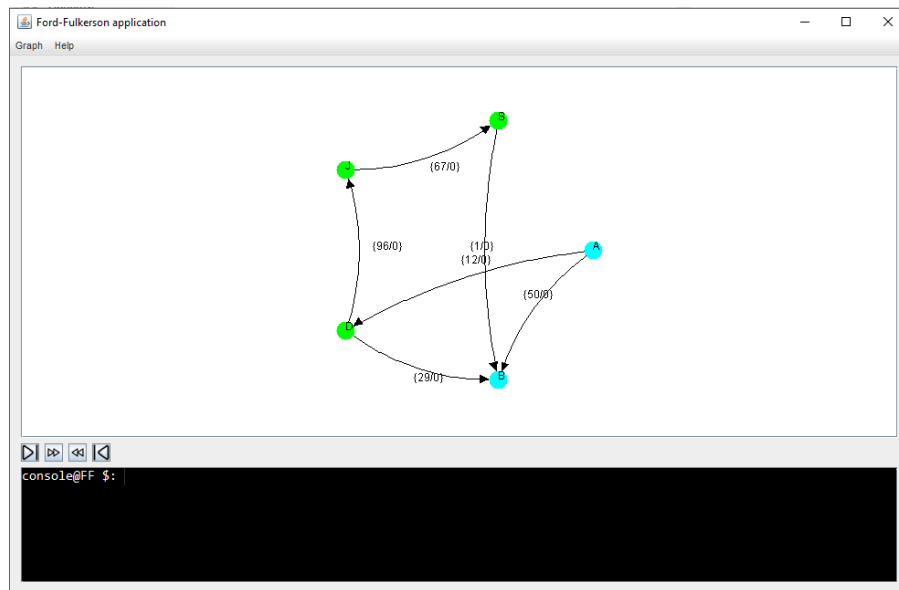 Ford-Fulkerson application
Graph Help
S
J
{67/0}
A
{96/0}
{1/0}
{12/0}
{50/0}
D
B
{29/0}
console@FF $: